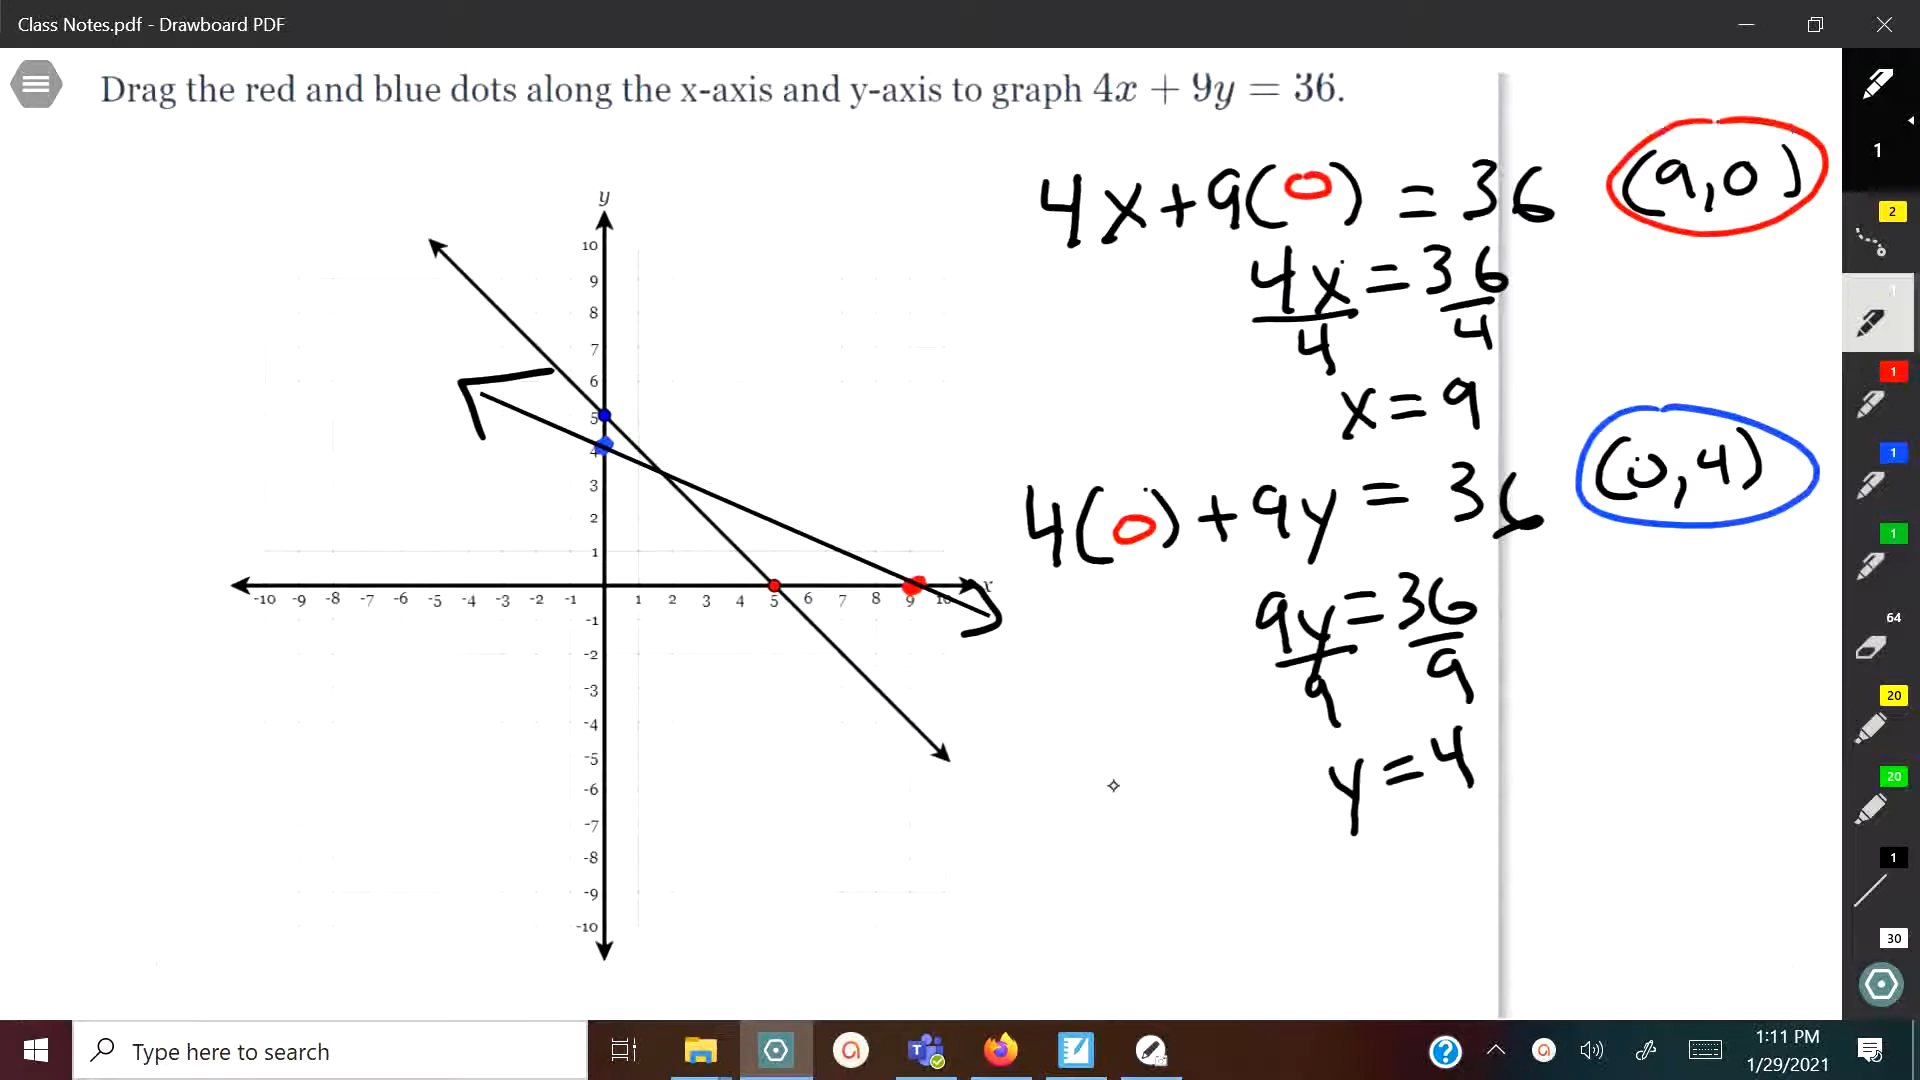 Class Notes.pdf - Drawboard PDF
Drag the red and blue dots along the x-axis and y-axis to graph 4x + 9y = 36.
4x+9(0) = 36
(9,0)
4x = 36
4 4
x = 9
4(0)+9y = 36
(0,4)
9y = 36
9 9
y = 4
y
10
9
8
7
6
5
4
3
2
1
x
-10 -9 -8 -7 -6 -5 -4 -3 -2 -1 1 2 3 4 5 6 7 8 9 10
-1
-2
-3
-4
-5
-6
-7
-8
-9
-10
1
2
1
1
1
1
64
20
20
1
30
Type here to search
1:11 PM
1/29/2021